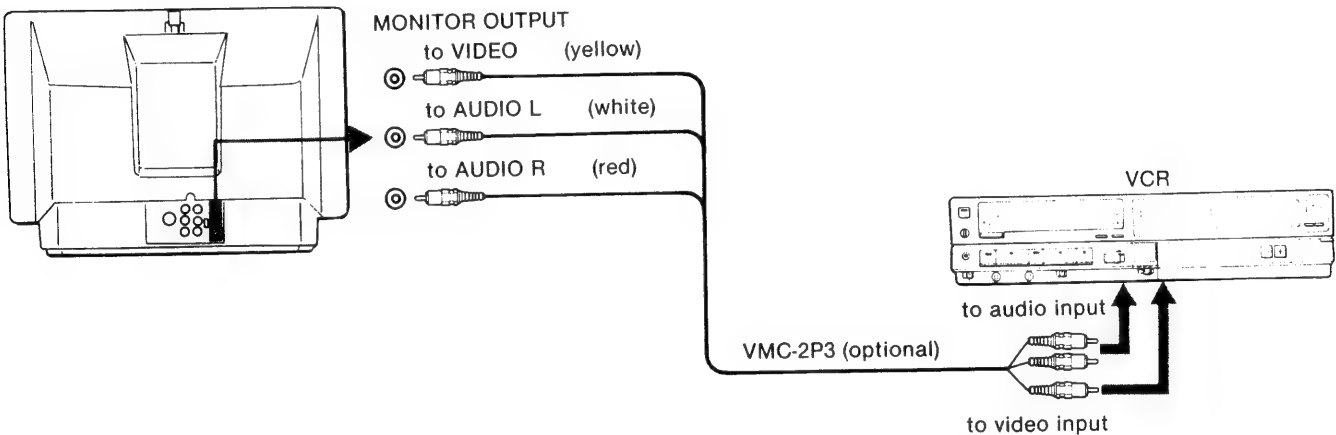 MONITOR OUTPUT
to VIDEO (yellow)
to AUDIO L (white)
to AUDIO R (red)
VCR
to audio input
VMC-2P3 (optional)
to video input